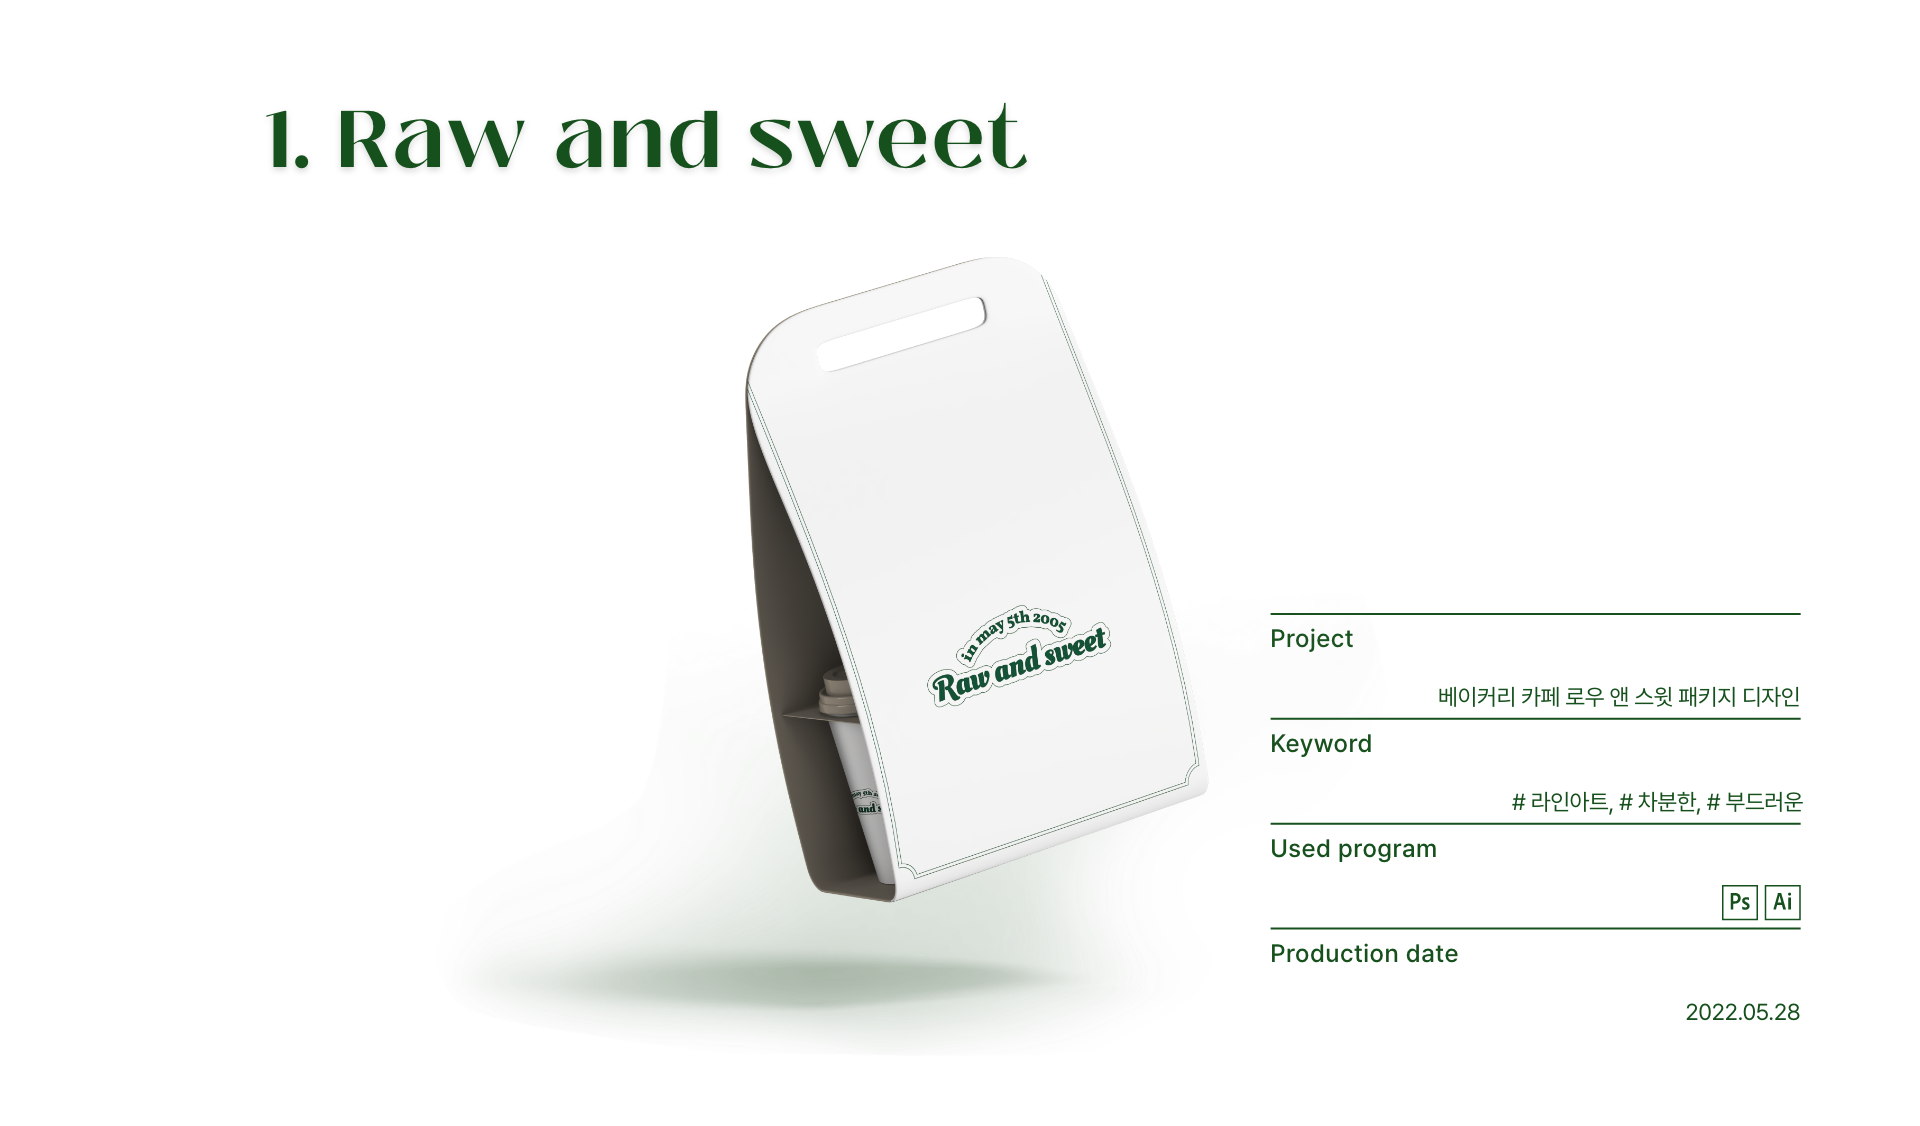 1. Raw and sweet
in may 5th 2005
Raw and sweet
Project
베이커리 카페 로우 앤 스윗 패키지 디자인
Keyword
# 라인아트, # 차분한, # 부드러운
Used program
Ps Ai
Production date
2022.05.28